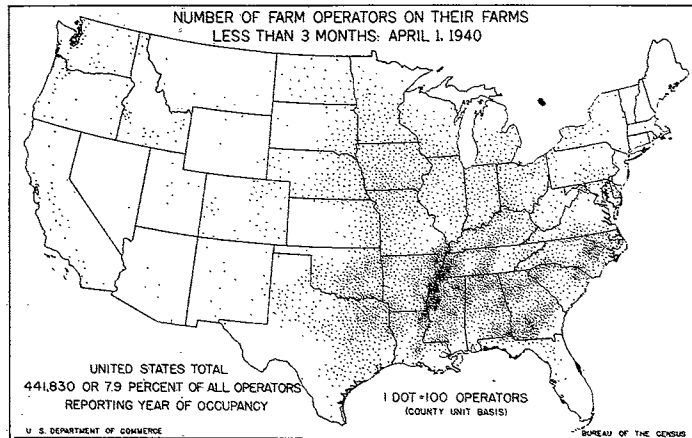 NUMBER OF FARM OPERATORS ON THEIR FARMS
LESS THAN 3 MONTHS: APRIL 1, 1940
UNITED STATES TOTAL
441,830 OR 7.9 PERCENT OF ALL OPERATORS
REPORTING YEAR OF OCCUPANCY
1 DOT = 100 OPERATORS
(COUNTY UNIT BASIS)
U. S. DEPARTMENT OF COMMERCE
BUREAU OF THE CENSUS